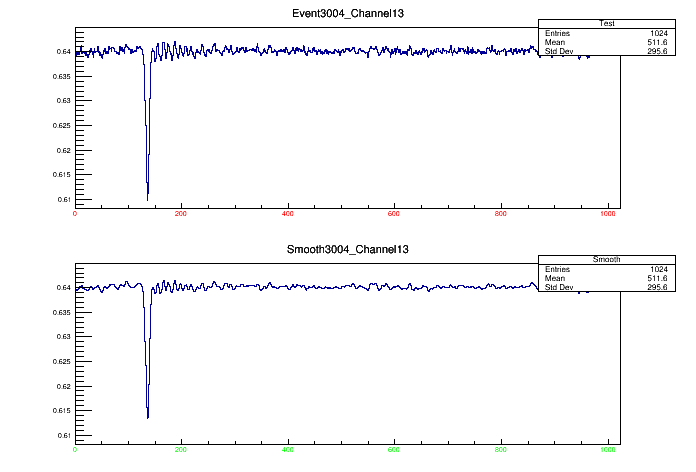 Event3004_Channel13
Test
Entries 1024
Mean 511.6
Std Dev 295.6
0.64
0.635
0.63
0.625
0.62
0.615
0.61
0 200 400 600 800 1000
Smooth3004_Channel13
Smooth
Entries 1024
Mean 511.6
Std Dev 295.6
0.64
0.635
0.63
0.625
0.62
0.615
0.61
0 200 400 600 800 1000